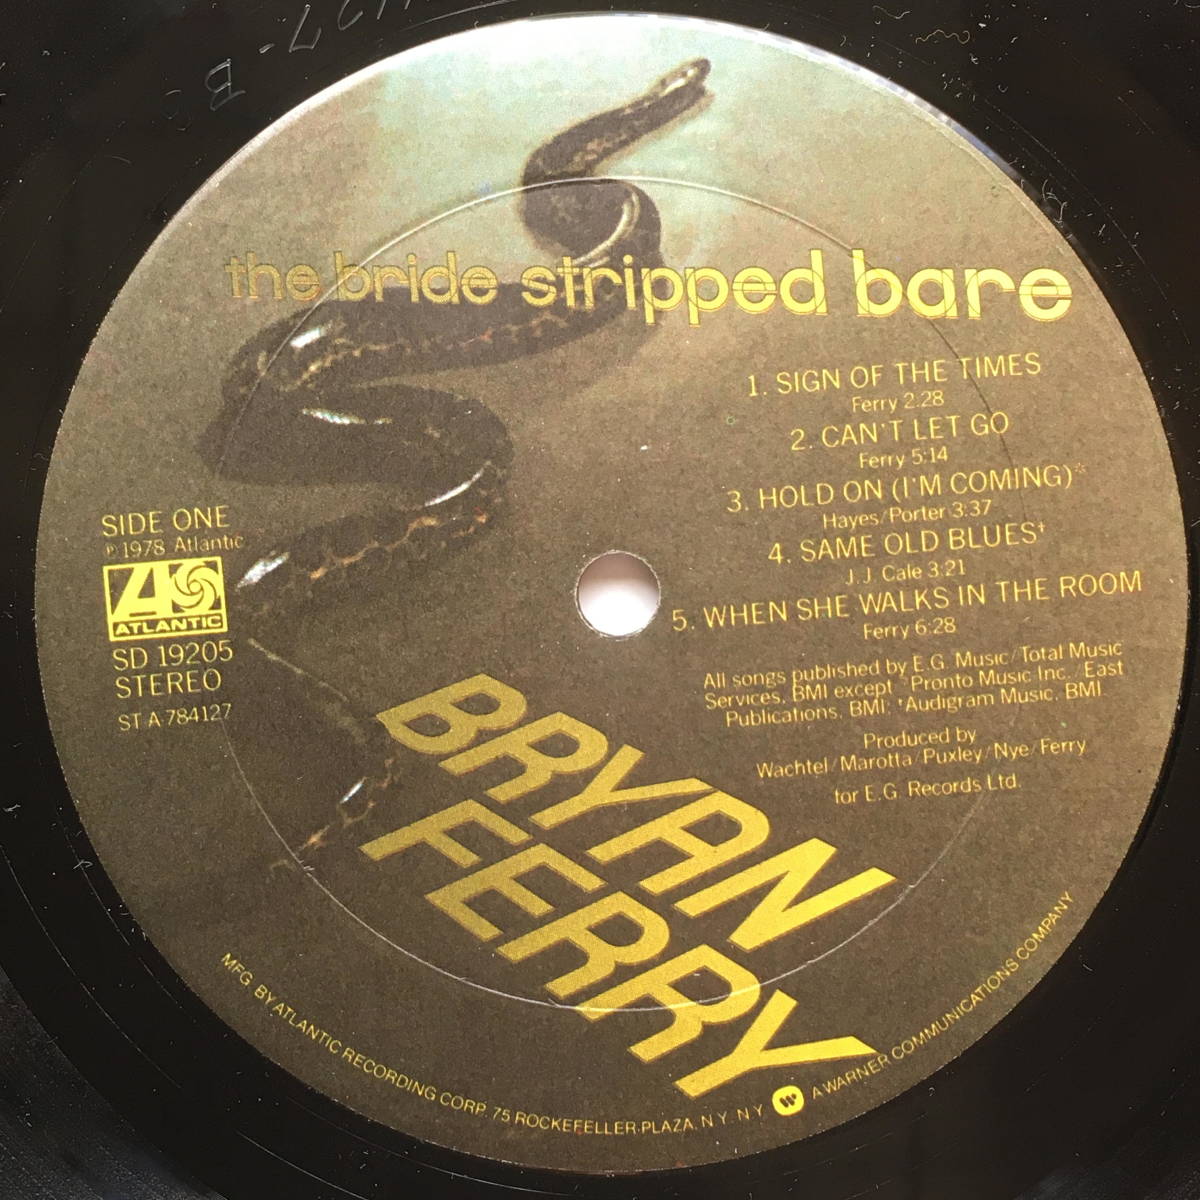 the bride stripped bare
1. SIGN OF THE TIMES
Ferry 2:28
2. CAN'T LET GO
Ferry 5:14
3. HOLD ON (I'M COMING)*
Hayes/Porter 3:37
4. SAME OLD BLUES†
J.J. Cale 3:21
5. WHEN SHE WALKS IN THE ROOM
Ferry 6:28
All songs published by E.G. Music/Total Music
Services, BMI except *Pronto Music Inc./East
Publications, BMI; †Audigram Music, BMI
Produced by
Wachtel/Marotta/Puxley/Nye/Ferry
for E.G. Records Ltd.
SIDE ONE
℗1978 Atlantic
ATLANTIC
SD 19205
STEREO
ST A 784127
BRYAN
FERRY
MFG. BY ATLANTIC RECORDING CORP. 75 ROCKEFELLER PLAZA, N.Y. N.Y. A WARNER COMMUNICATIONS COMPANY